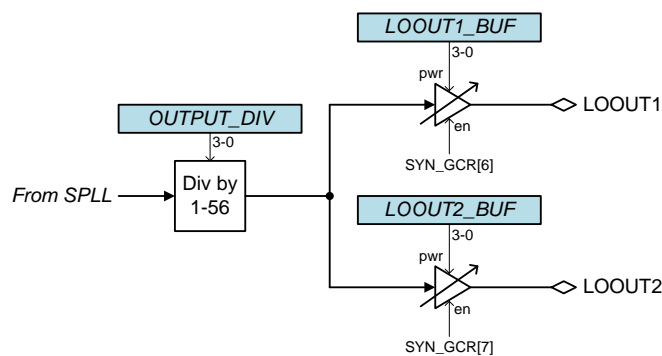 LOOUT1_BUF
3-0
pwr
LOOUT1
en
OUTPUT_DIV
3-0
SYN_GCR[6]
From SPLL
Div by
1-56
LOOUT2_BUF
3-0
pwr
LOOUT2
en
SYN_GCR[7]